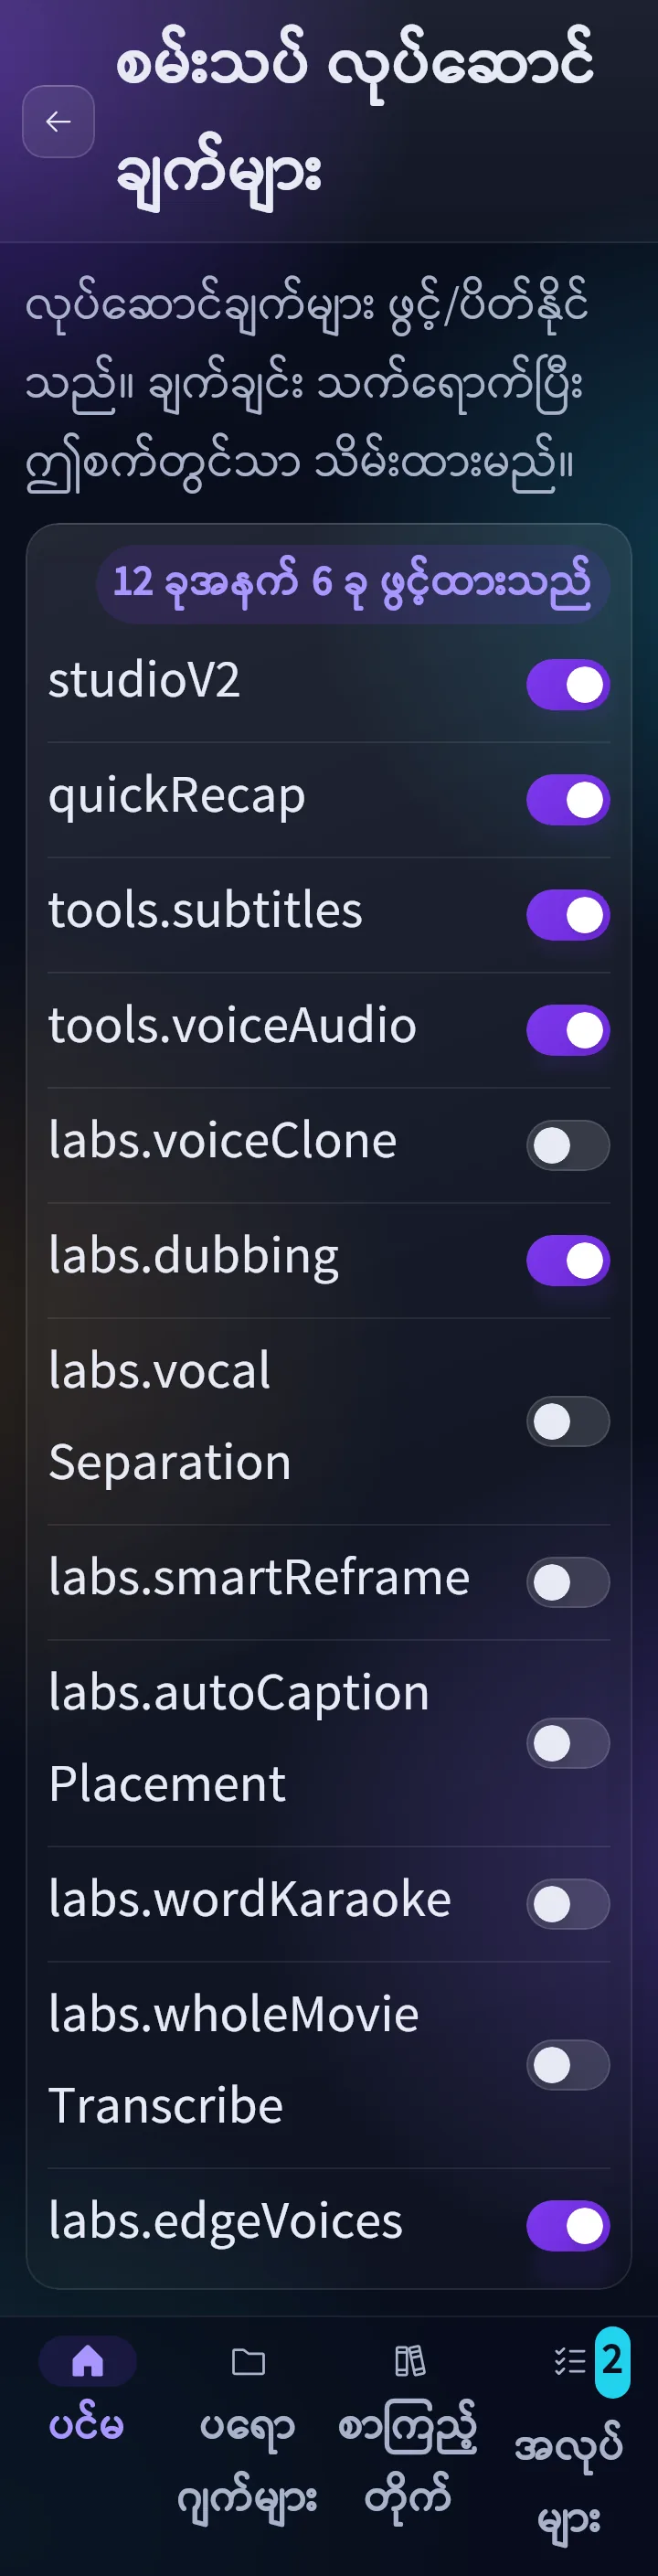 စမ်းသပ် လုပ်ဆောင်
ချက်များ
လုပ်ဆောင်ချက်များ ဖွင့်/ပိတ်နိုင်
သည်။ ချက်ချင်း သက်ရောက်ပြီး
ဤစက်တွင်သာ သိမ်းထားမည်။
12 ခုအနက် 6 ခု ဖွင့်ထားသည်
studioV2
quickRecap
tools.subtitles
tools.voiceAudio
labs.voiceClone
labs.dubbing
labs.vocal
Separation
labs.smartReframe
labs.autoCaption
Placement
labs.wordKaraoke
labs.wholeMovie
Transcribe
labs.edgeVoices
2
ပင်မ
ပရော
ဂျက်များ
စာကြည့်
တိုက်
အလုပ်
များ